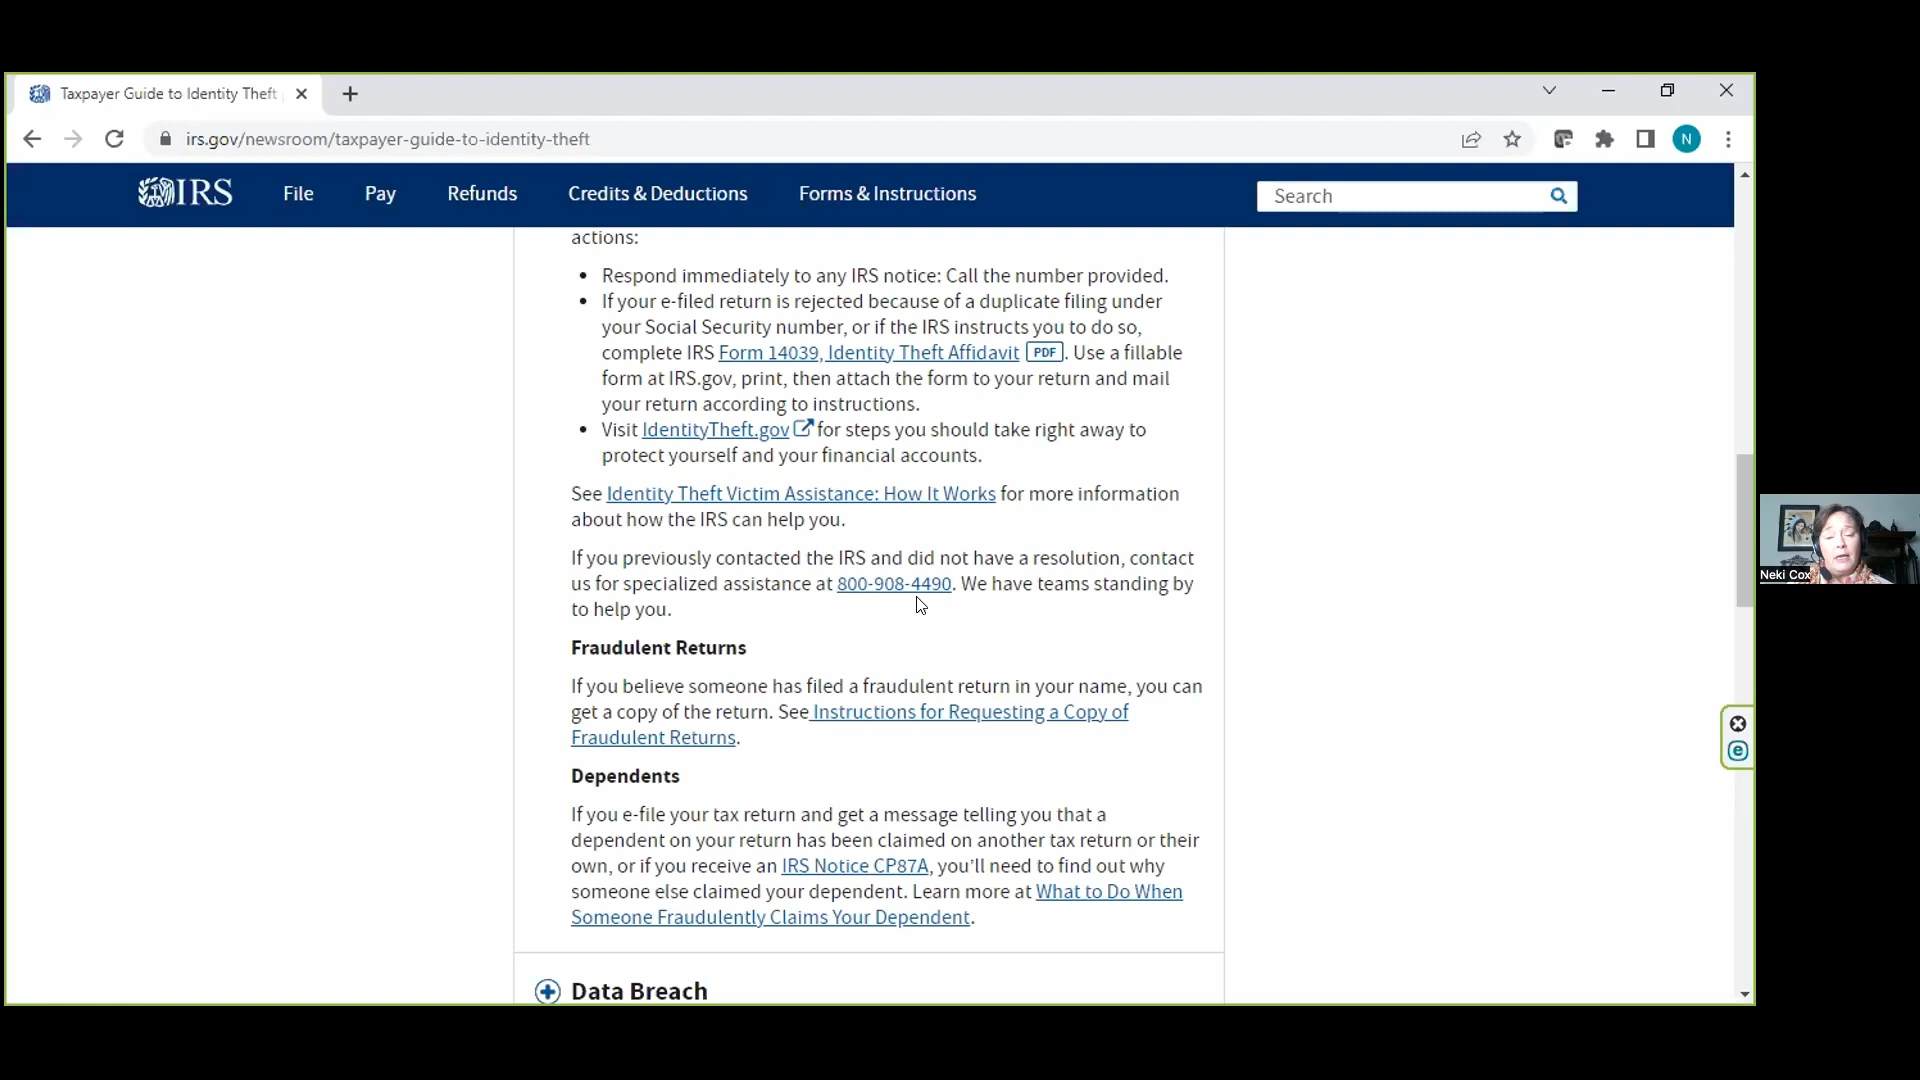 Taxpayer Guide to Identity Theft
irs.gov/newsroom/taxpayer-guide-to-identity-theft
N
IRS File Pay Refunds Credits & Deductions Forms & Instructions Search
actions:
• Respond immediately to any IRS notice: Call the number provided.
• If your e-filed return is rejected because of a duplicate filing under
your Social Security number, or if the IRS instructs you to do so,
complete IRS Form 14039, Identity Theft Affidavit PDF. Use a fillable
form at IRS.gov, print, then attach the form to your return and mail
your return according to instructions.
• Visit IdentityTheft.gov for steps you should take right away to
protect yourself and your financial accounts.
See Identity Theft Victim Assistance: How It Works for more information
about how the IRS can help you.
If you previously contacted the IRS and did not have a resolution, contact
us for specialized assistance at 800-908-4490. We have teams standing by
to help you.
Neki Cox
Fraudulent Returns
If you believe someone has filed a fraudulent return in your name, you can
get a copy of the return. See Instructions for Requesting a Copy of
Fraudulent Returns.
Dependents
If you e-file your tax return and get a message telling you that a
dependent on your return has been claimed on another tax return or their
own, or if you receive an IRS Notice CP87A, you'll need to find out why
someone else claimed your dependent. Learn more at What to Do When
Someone Fraudulently Claims Your Dependent.
Data Breach